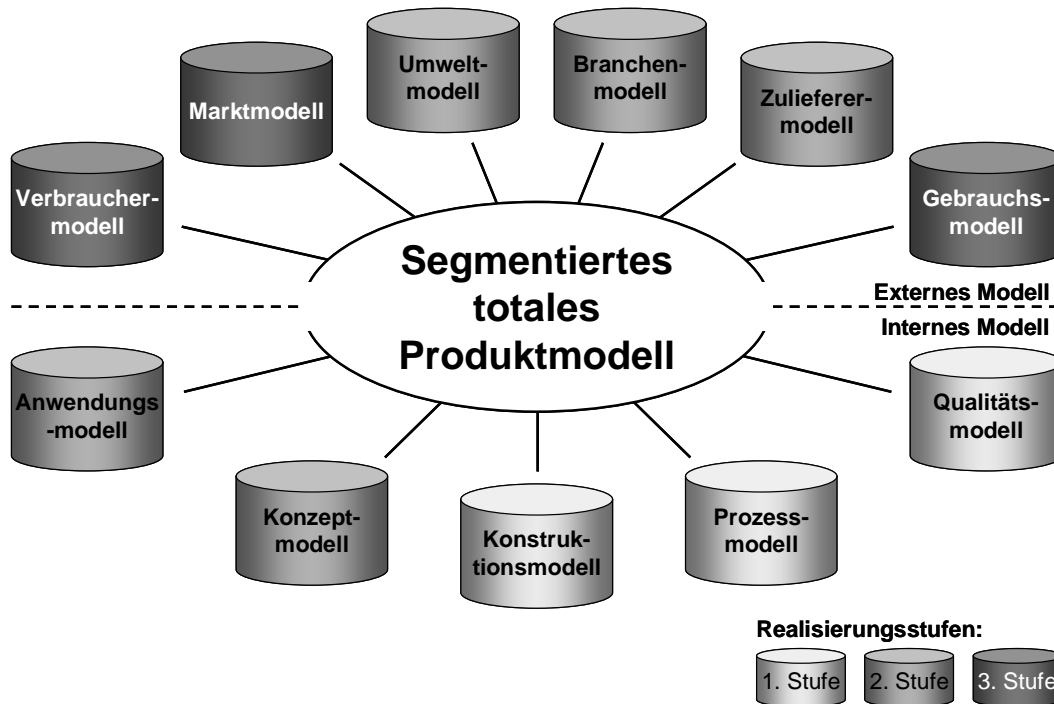 Umwelt-
modell
Branchen-
modell
Marktmodell
Zulieferer-
modell
Verbraucher-
modell
Gebrauchs-
modell
Segmentiertes
totales
Produktmodell
Externes Modell
Internes Modell
Anwendungs
-modell
Qualitäts-
modell
Konzept-
modell
Konstruk-
tionsmodell
Prozess-
modell
Realisierungsstufen:
1. Stufe
2. Stufe
3. Stufe